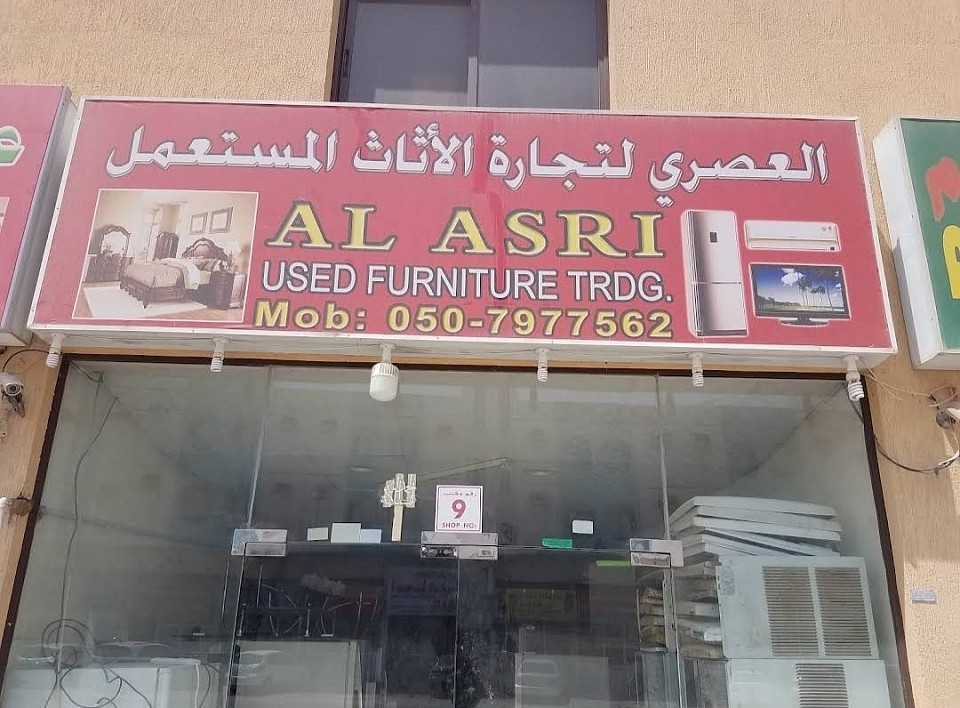 العصري لتجارة الأثاث المستعمل
AL ASRI
USED FURNITURE TRDG.
Mob: 050-7977562
9
SHOP NO: